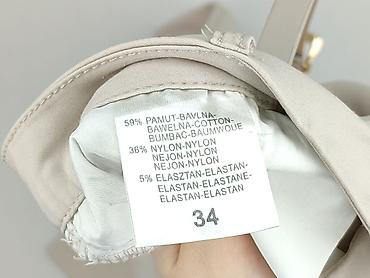 59% PAMUT-BAVLNA-
BAWEŁNA-COTTON-
BUMBAC-BAUMWOLLE
36% NYLON-NYLON
NEJON-NYLON
NEJON-NYLON
5% ELASZTAN-ELASTAN-
ELASTAN-ELASTANE-
ELASTAN-ELASTAN
34